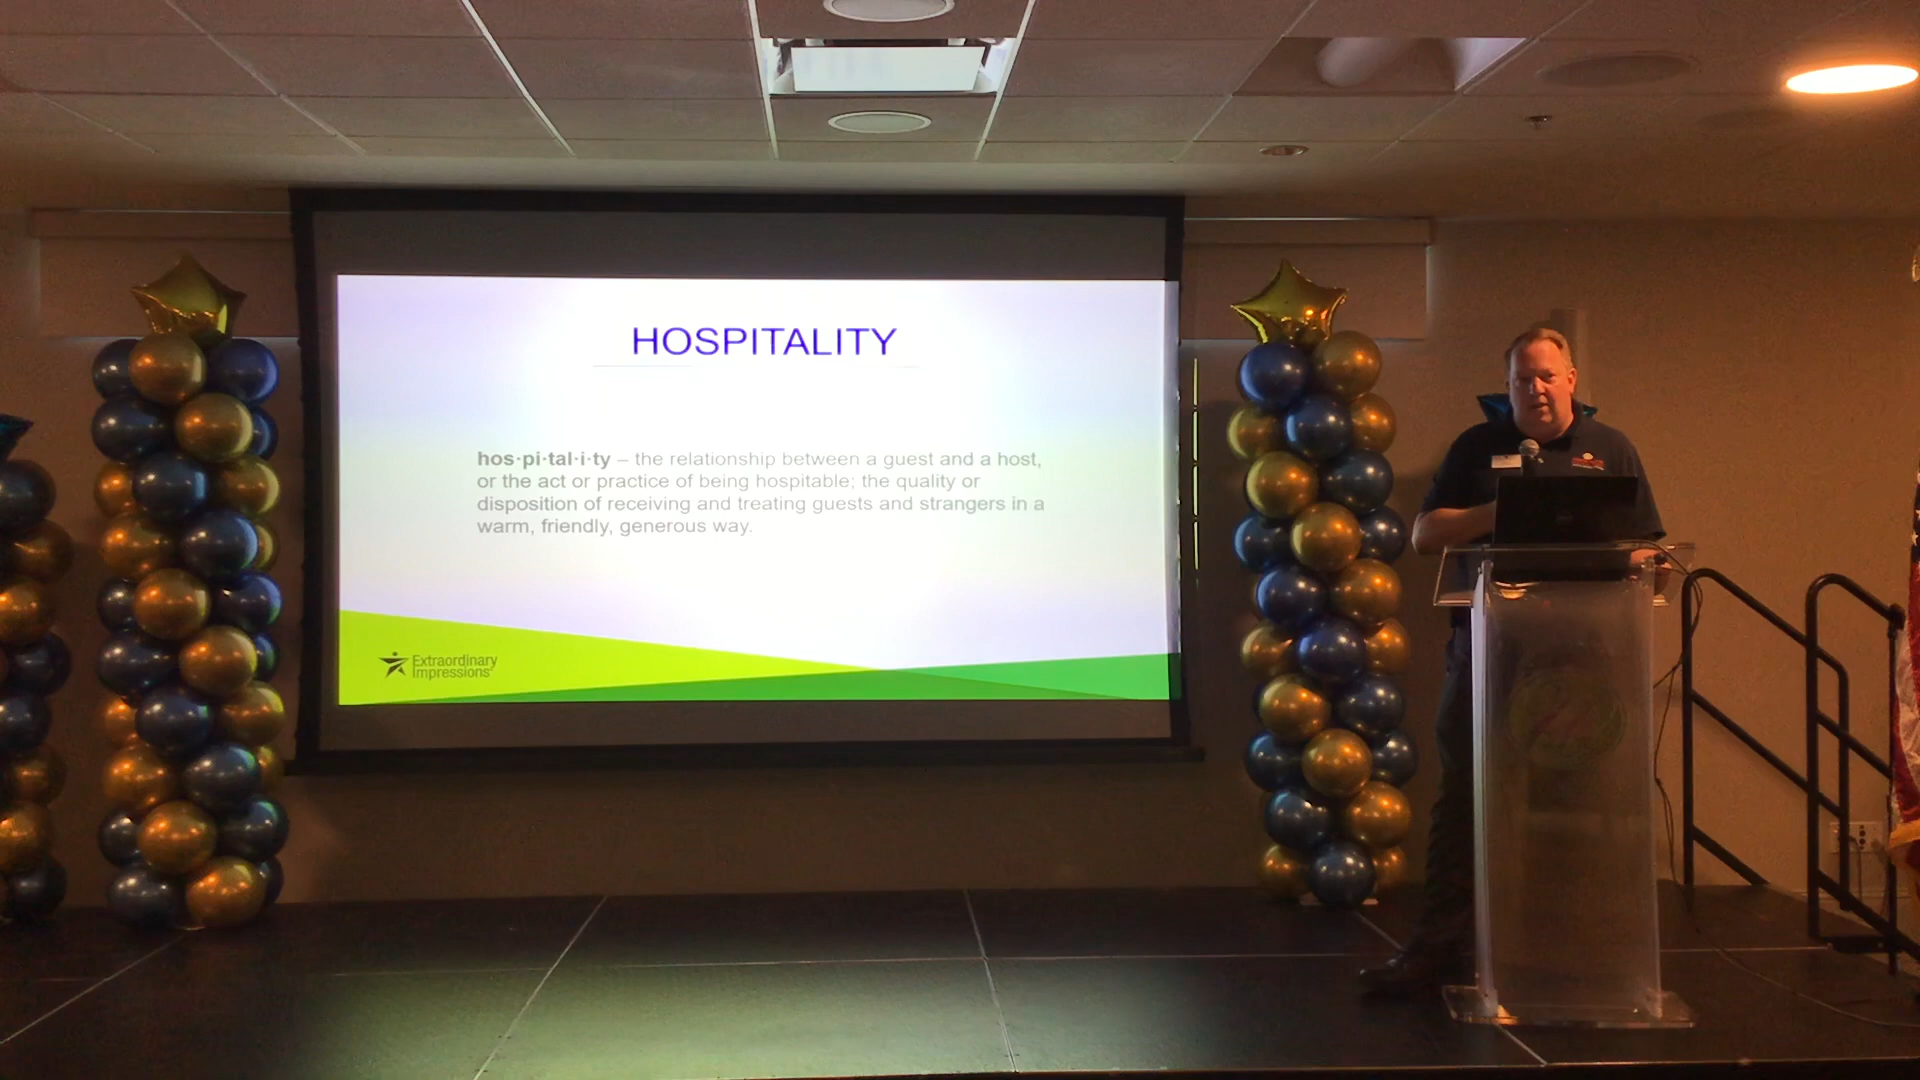 HOSPITALITY
hos·pi·tal·i·ty – the relationship between a guest and a host,
or the act or practice of being hospitable; the quality or
disposition of receiving and treating guests and strangers in a
warm, friendly, generous way.
Extraordinary
Impressions